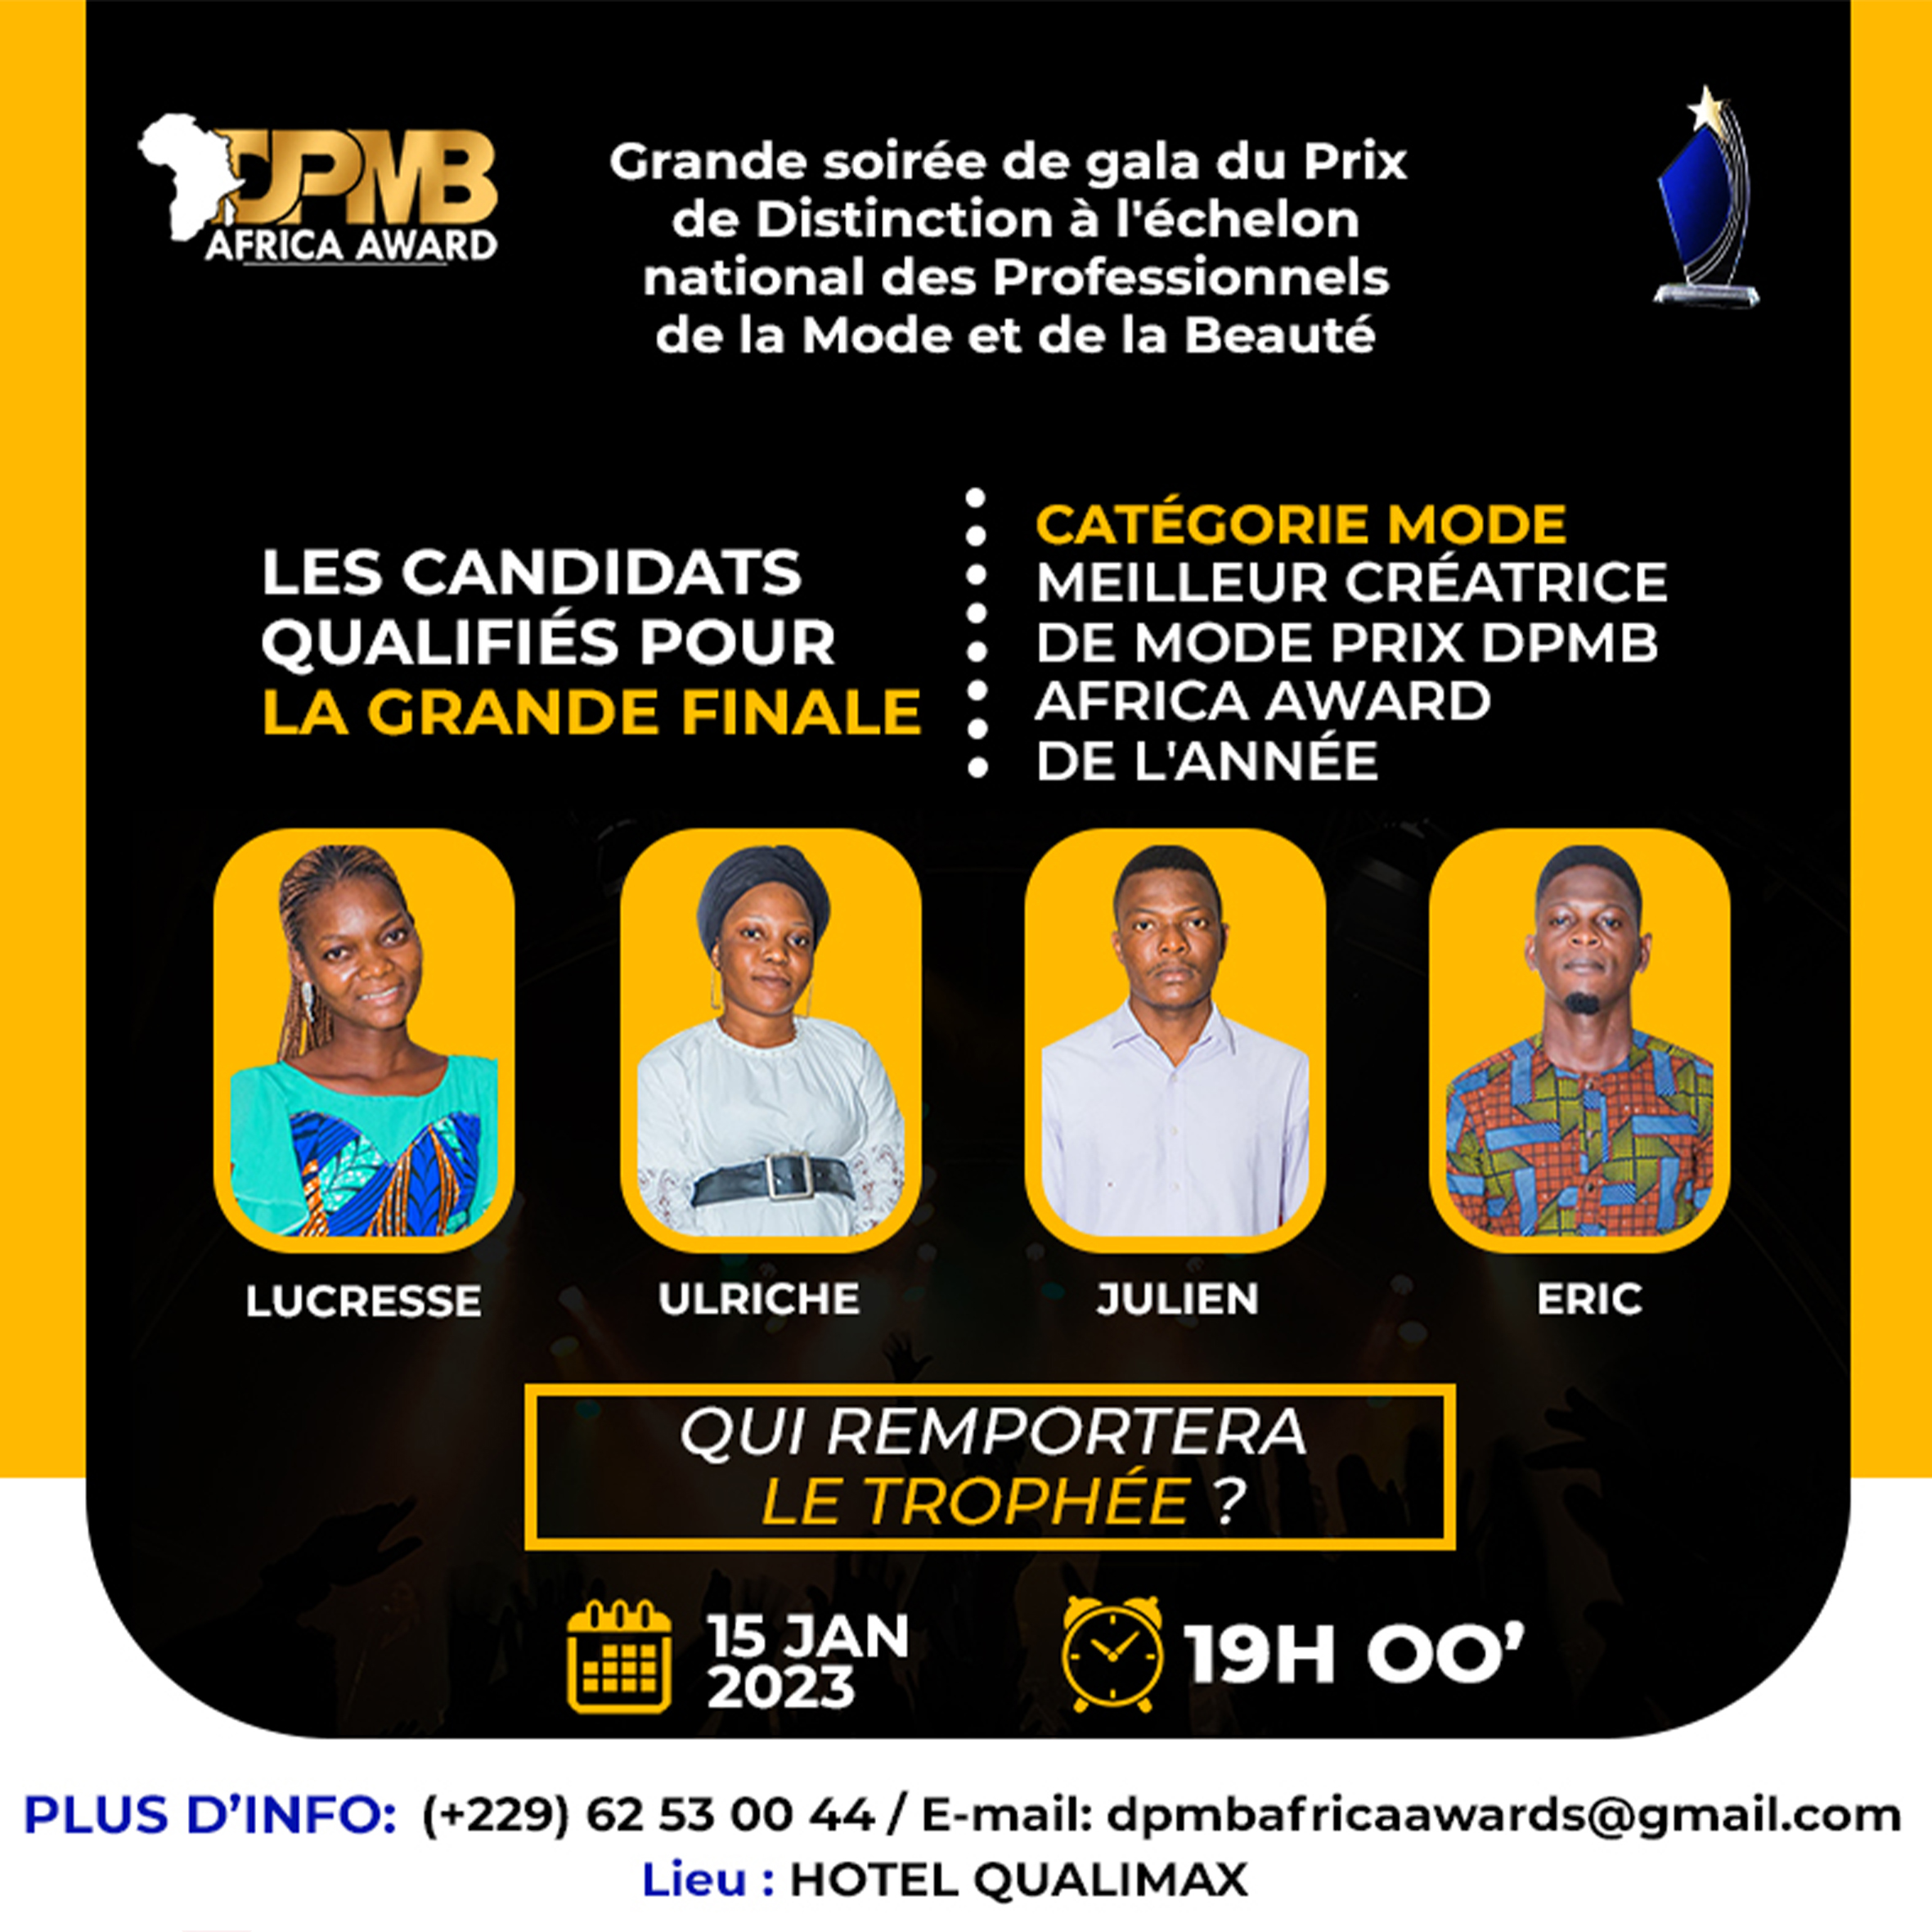 DPMB
AFRICA AWARD
Grande soirée de gala du Prix
de Distinction à l'échelon
national des Professionnels
de la Mode et de la Beauté
LES CANDIDATS
QUALIFIÉS POUR
LA GRANDE FINALE
CATÉGORIE MODE
MEILLEUR CRÉATRICE
DE MODE PRIX DPMB
AFRICA AWARD
DE L'ANNÉE
LUCRESSE
ULRICHE
JULIEN
ERIC
QUI REMPORTERA
LE TROPHÉE ?
15 JAN
2023
19H 00’
PLUS D’INFO: (+229) 62 53 00 44 / E-mail: dpmbafricaawards@gmail.com
Lieu : HOTEL QUALIMAX